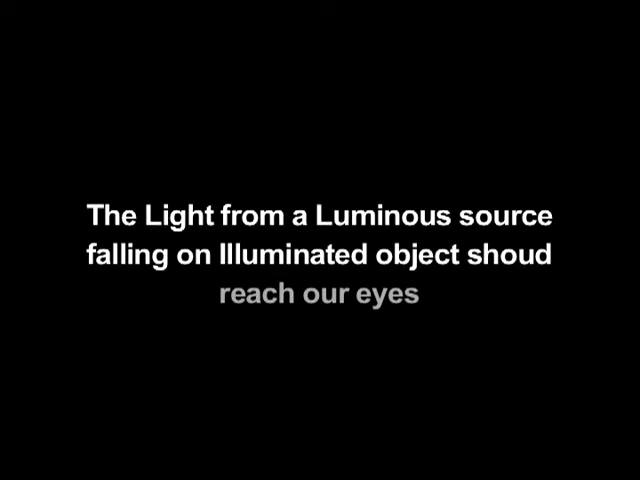 The Light from a Luminous source
falling on Illuminated object shoud
reach our eyes